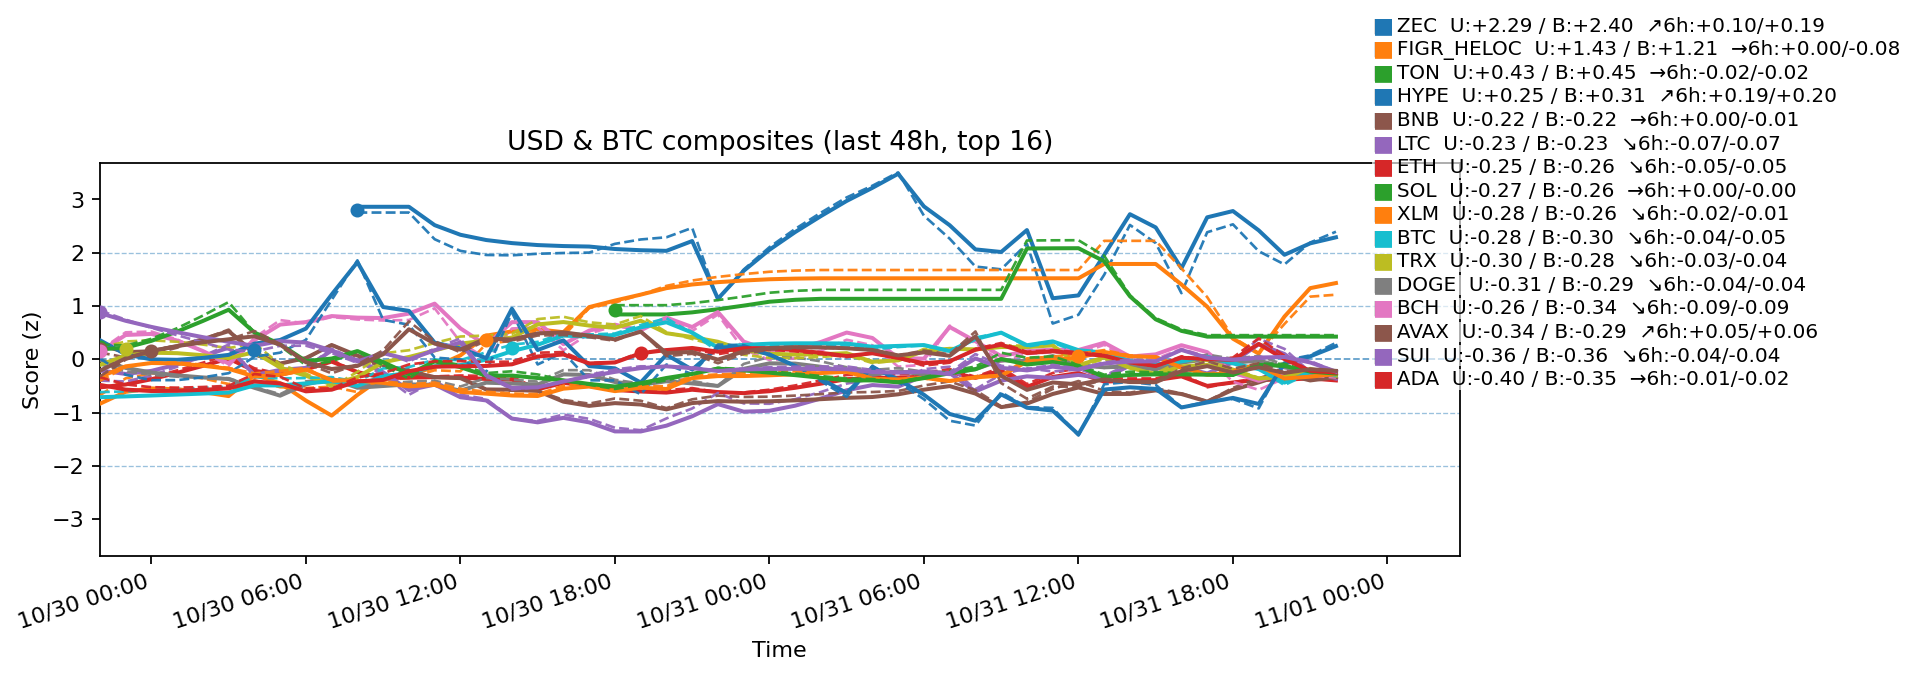 ZEC U:+2.29 / B:+2.40 ↗6h:+0.10/+0.19
FIGR_HELOC U:+1.43 / B:+1.21 →6h:+0.00/-0.08
TON U:+0.43 / B:+0.45 →6h:-0.02/-0.02
HYPE U:+0.25 / B:+0.31 ↗6h:+0.19/+0.20
BNB U:-0.22 / B:-0.22 →6h:+0.00/-0.01
LTC U:-0.23 / B:-0.23 ↘6h:-0.07/-0.07
ETH U:-0.25 / B:-0.26 ↘6h:-0.05/-0.05
SOL U:-0.27 / B:-0.26 →6h:+0.00/-0.00
XLM U:-0.28 / B:-0.26 ↘6h:-0.02/-0.01
BTC U:-0.28 / B:-0.30 ↘6h:-0.04/-0.05
TRX U:-0.30 / B:-0.28 ↘6h:-0.03/-0.04
DOGE U:-0.31 / B:-0.29 ↘6h:-0.04/-0.04
BCH U:-0.26 / B:-0.34 ↘6h:-0.09/-0.09
AVAX U:-0.34 / B:-0.29 ↗6h:+0.05/+0.06
SUI U:-0.36 / B:-0.36 ↘6h:-0.04/-0.04
ADA U:-0.40 / B:-0.35 →6h:-0.01/-0.02
USD & BTC composites (last 48h, top 16)
Score (z)
3
2
1
0
−1
−2
−3
10/30 00:00
10/30 06:00
10/30 12:00
10/30 18:00
10/31 00:00
10/31 06:00
10/31 12:00
10/31 18:00
11/01 00:00
Time